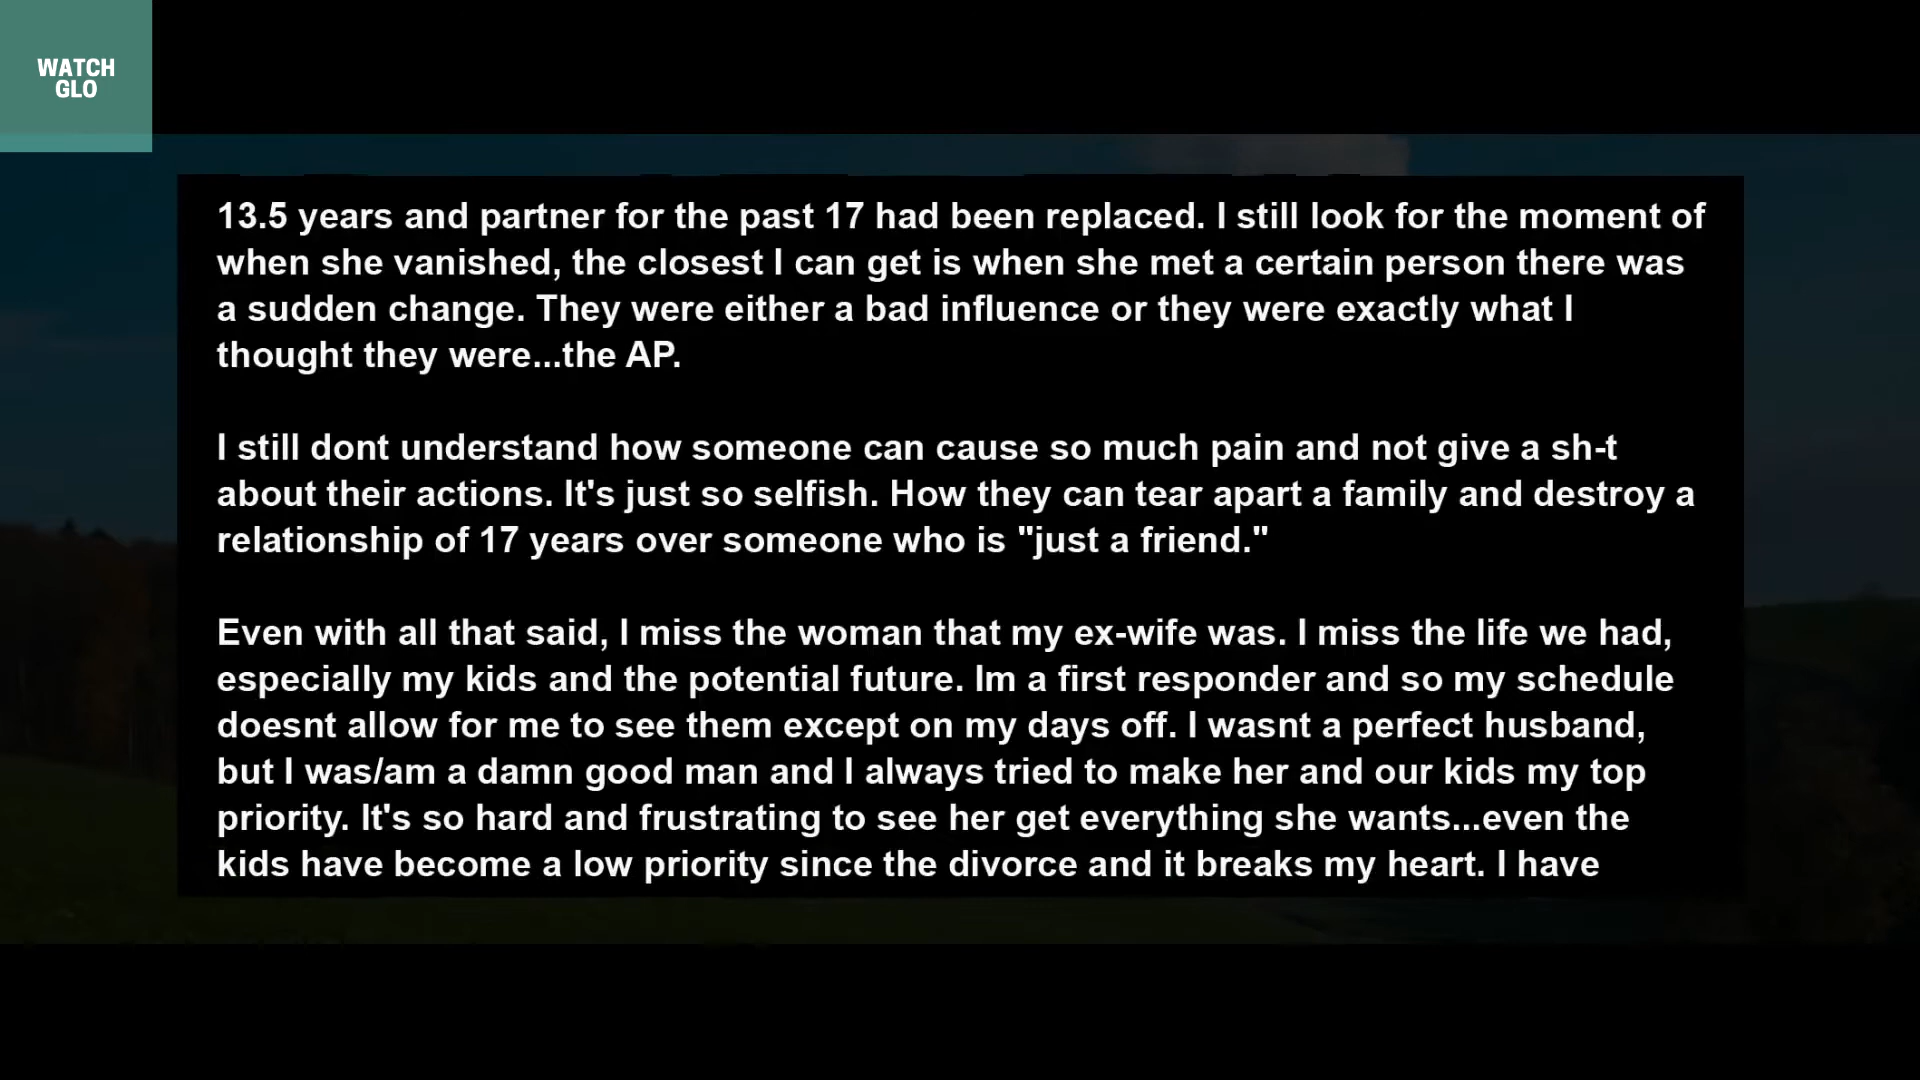 WATCH
GLO
13.5 years and partner for the past 17 had been replaced. I still look for the moment of
when she vanished, the closest I can get is when she met a certain person there was
a sudden change. They were either a bad influence or they were exactly what I
thought they were...the AP.
I still dont understand how someone can cause so much pain and not give a sh-t
about their actions. It's just so selfish. How they can tear apart a family and destroy a
relationship of 17 years over someone who is "just a friend."
Even with all that said, I miss the woman that my ex-wife was. I miss the life we had,
especially my kids and the potential future. Im a first responder and so my schedule
doesnt allow for me to see them except on my days off. I wasnt a perfect husband,
but I was/am a damn good man and I always tried to make her and our kids my top
priority. It's so hard and frustrating to see her get everything she wants...even the
kids have become a low priority since the divorce and it breaks my heart. I have